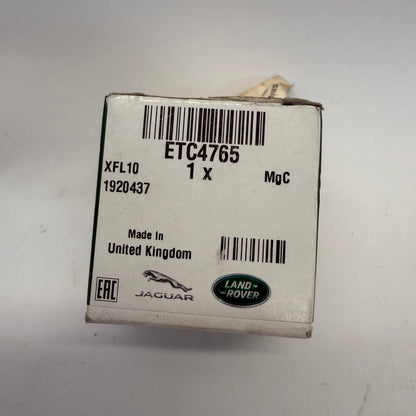 ETC4765
XFL10
1 x
MgC
1920437
Made In
United Kingdom
EAC
JAGUAR
LAND-
-ROVER